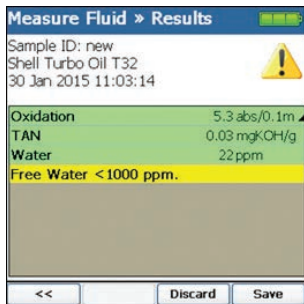 Measure Fluid » Results
Sample ID: new
Shell Turbo Oil T32
30 Jan 2015 11:03:14
Oxidation 5.3 abs/0.1m
TAN 0.03 mgKOH/g
Water 22 ppm
Free Water <1000 ppm.
<< Discard Save